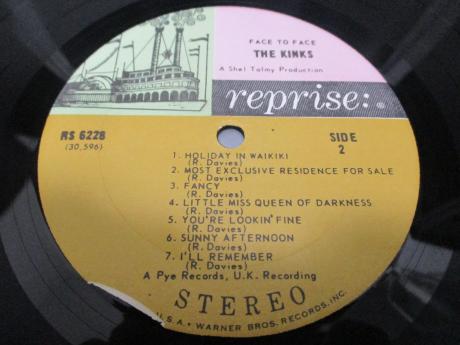 FACE TO FACE
THE KINKS
A Shel Talmy Production
reprise:
RS 6228
(30,596)
SIDE
2
1. HOLIDAY IN WAIKIKI
(R. Davies)
2. MOST EXCLUSIVE RESIDENCE FOR SALE
(R. Davies)
3. FANCY
(R. Davies)
4. LITTLE MISS QUEEN OF DARKNESS
(R. Davies)
5. YOU'RE LOOKIN' FINE
(R. Davies)
6. SUNNY AFTERNOON
(R. Davies)
7. I'LL REMEMBER
(R. Davies)
A Pye Records, U.K. Recording
STEREO
U.S.A. • WARNER BROS. RECORDS, INC.